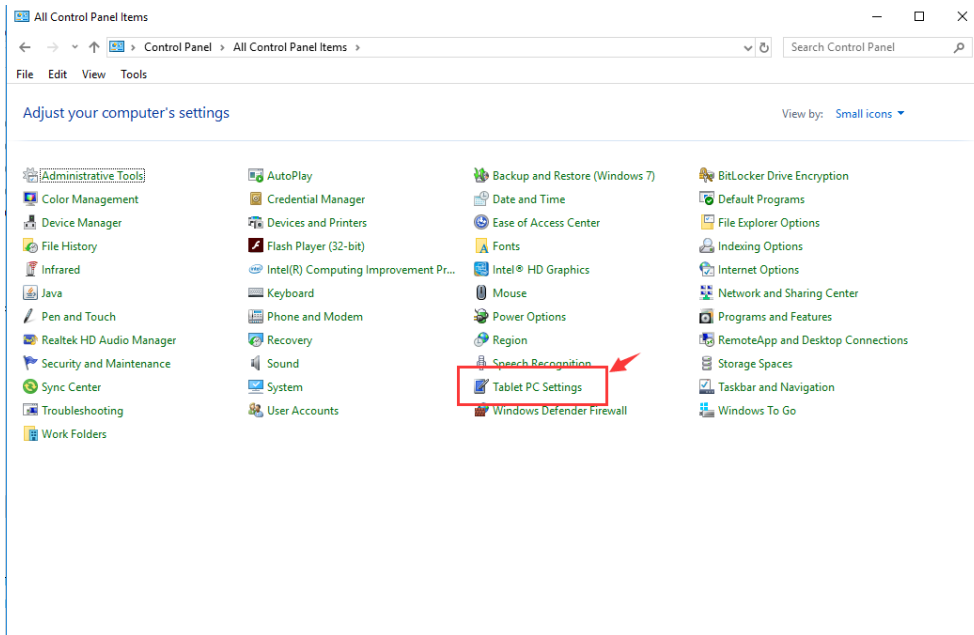 All Control Panel Items
Control Panel > All Control Panel Items >
Search Control Panel
File Edit View Tools
Adjust your computer's settings
View by: Small icons
Administrative Tools AutoPlay Backup and Restore (Windows 7) BitLocker Drive Encryption
Color Management Credential Manager Date and Time Default Programs
Device Manager Devices and Printers Ease of Access Center File Explorer Options
File History Flash Player (32-bit) Fonts Indexing Options
Infrared Intel(R) Computing Improvement Pr... Intel® HD Graphics Internet Options
Java Keyboard Mouse Network and Sharing Center
Pen and Touch Phone and Modem Power Options Programs and Features
Realtek HD Audio Manager Recovery Region RemoteApp and Desktop Connections
Security and Maintenance Sound Speech Recognition Storage Spaces
Sync Center System Tablet PC Settings Taskbar and Navigation
Troubleshooting User Accounts Windows Defender Firewall Windows To Go
Work Folders